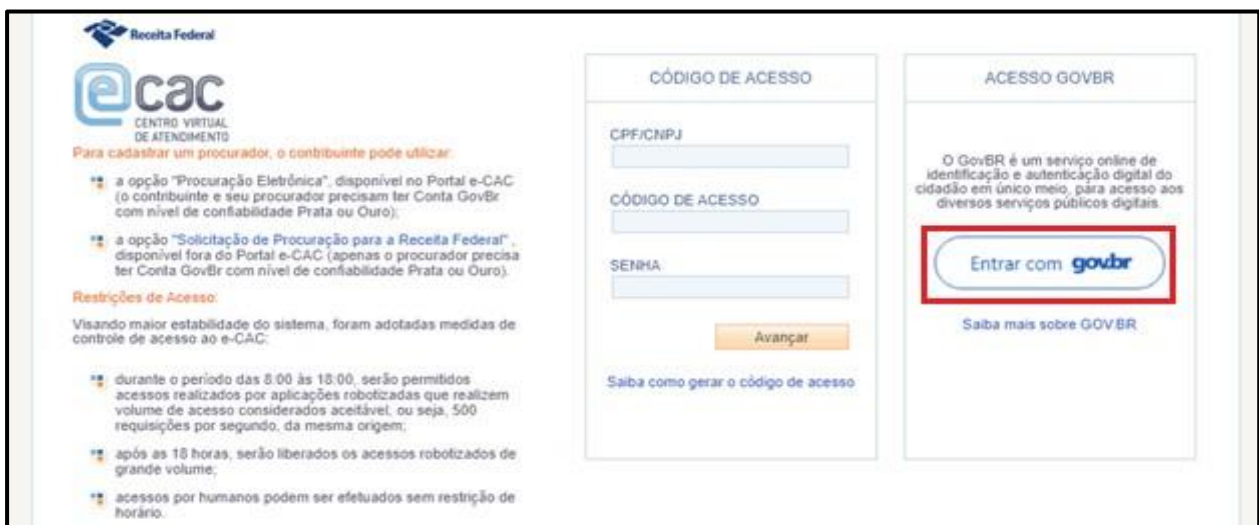 Receita Federal
ecac
CENTRO VIRTUAL
DE ATENDIMENTO
Para cadastrar um procurador, o contribuinte pode utilizar:
a opção "Procuração Eletrônica", disponível no Portal e-CAC
(o contribuinte e seu procurador precisam ter Conta GovBr
com nível de confiabilidade Prata ou Ouro);
a opção "Solicitação de Procuração para a Receita Federal" ,
disponível fora do Portal e-CAC (apenas o procurador precisa
ter Conta GovBr com nível de confiabilidade Prata ou Ouro).
Restrições de Acesso:
Visando maior estabilidade do sistema, foram adotadas medidas de
controle de acesso ao e-CAC:
durante o período das 8:00 às 18:00, serão permitidos
acessos realizados por aplicações robotizadas que realizem
volume de acesso considerados aceitável, ou seja, 500
requisições por segundo, da mesma origem;
após as 18 horas, serão liberados os acessos robotizados de
grande volume;
acessos por humanos podem ser efetuados sem restrição de
horário.
CÓDIGO DE ACESSO
CPF/CNPJ
CÓDIGO DE ACESSO
SENHA
Avançar
Saiba como gerar o código de acesso
ACESSO GOVBR
O GovBR é um serviço online de
identificação e autenticação digital do
cidadão em único meio, para acesso aos
diversos serviços públicos digitais.
Entrar com gov.br
Saiba mais sobre GOV.BR